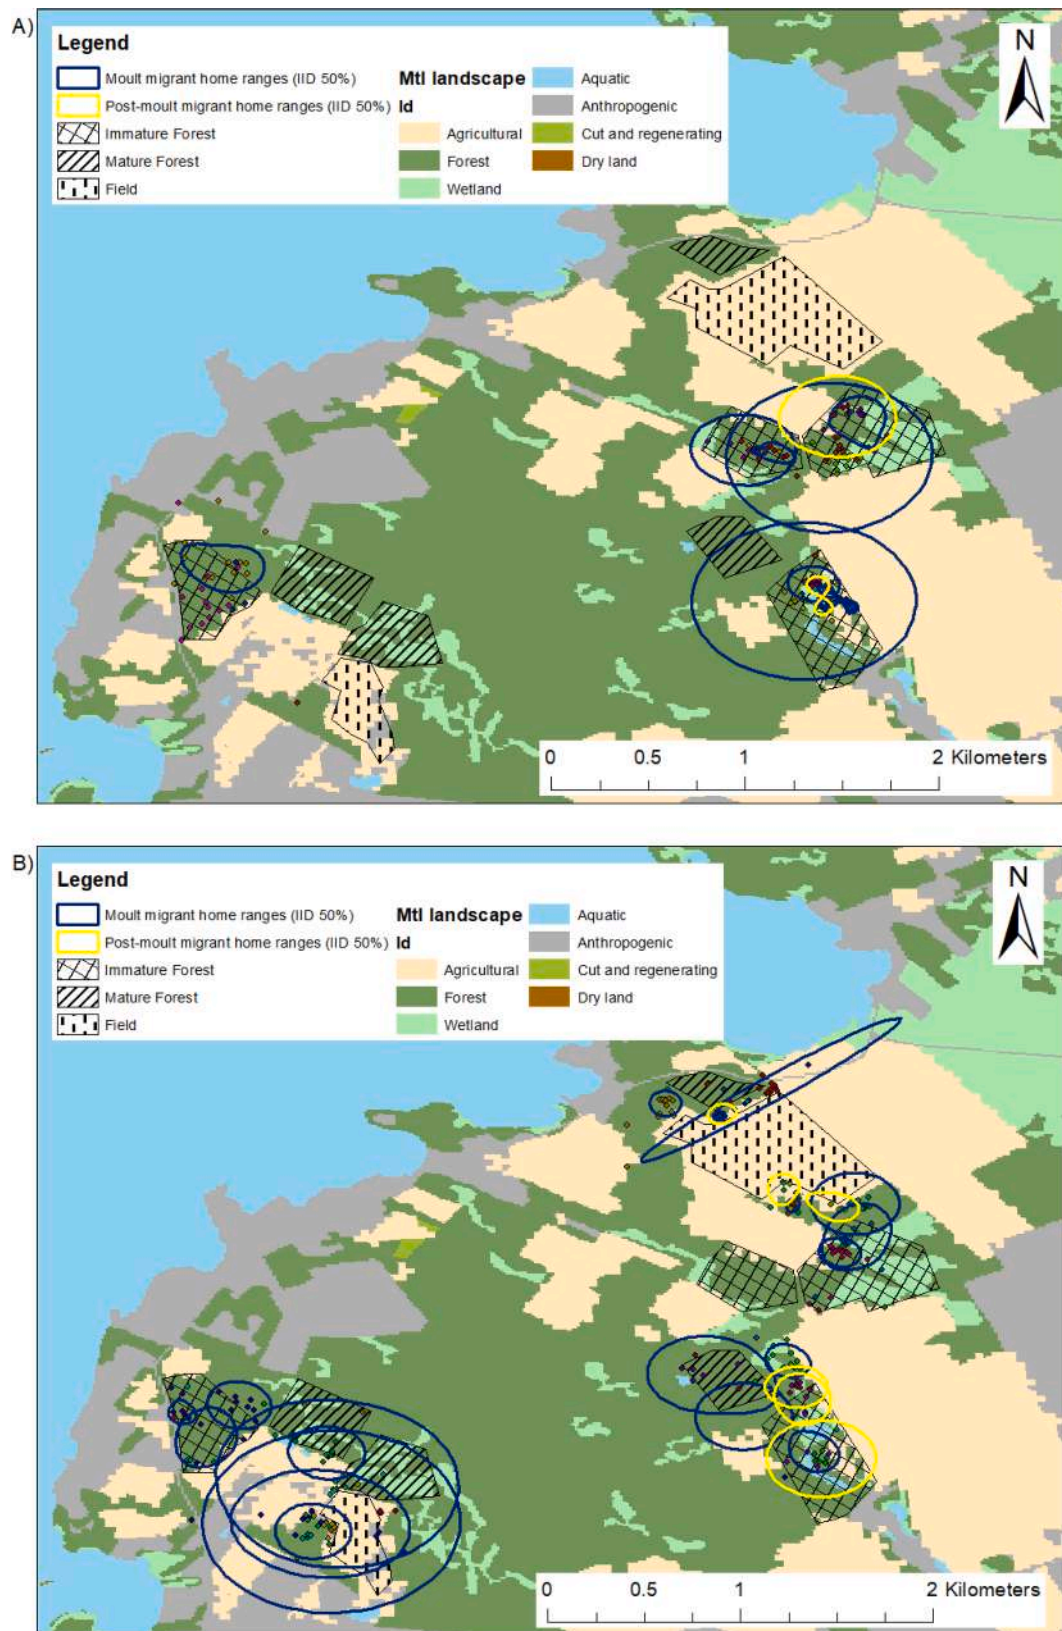 A)
Legend
Moult migrant home ranges (IID 50%)
Post-moult migrant home ranges (IID 50%)
Immature Forest
Mature Forest
Field
Mtl landscape
Id
Agricultural
Forest
Wetland
Aquatic
Anthropogenic
Cut and regenerating
Dry land
N
0 0.5 1 2 Kilometers
B)
Legend
Moult migrant home ranges (IID 50%)
Post-moult migrant home ranges (IID 50%)
Immature Forest
Mature Forest
Field
Mtl landscape
Id
Agricultural
Forest
Wetland
Aquatic
Anthropogenic
Cut and regenerating
Dry land
N
0 0.5 1 2 Kilometers